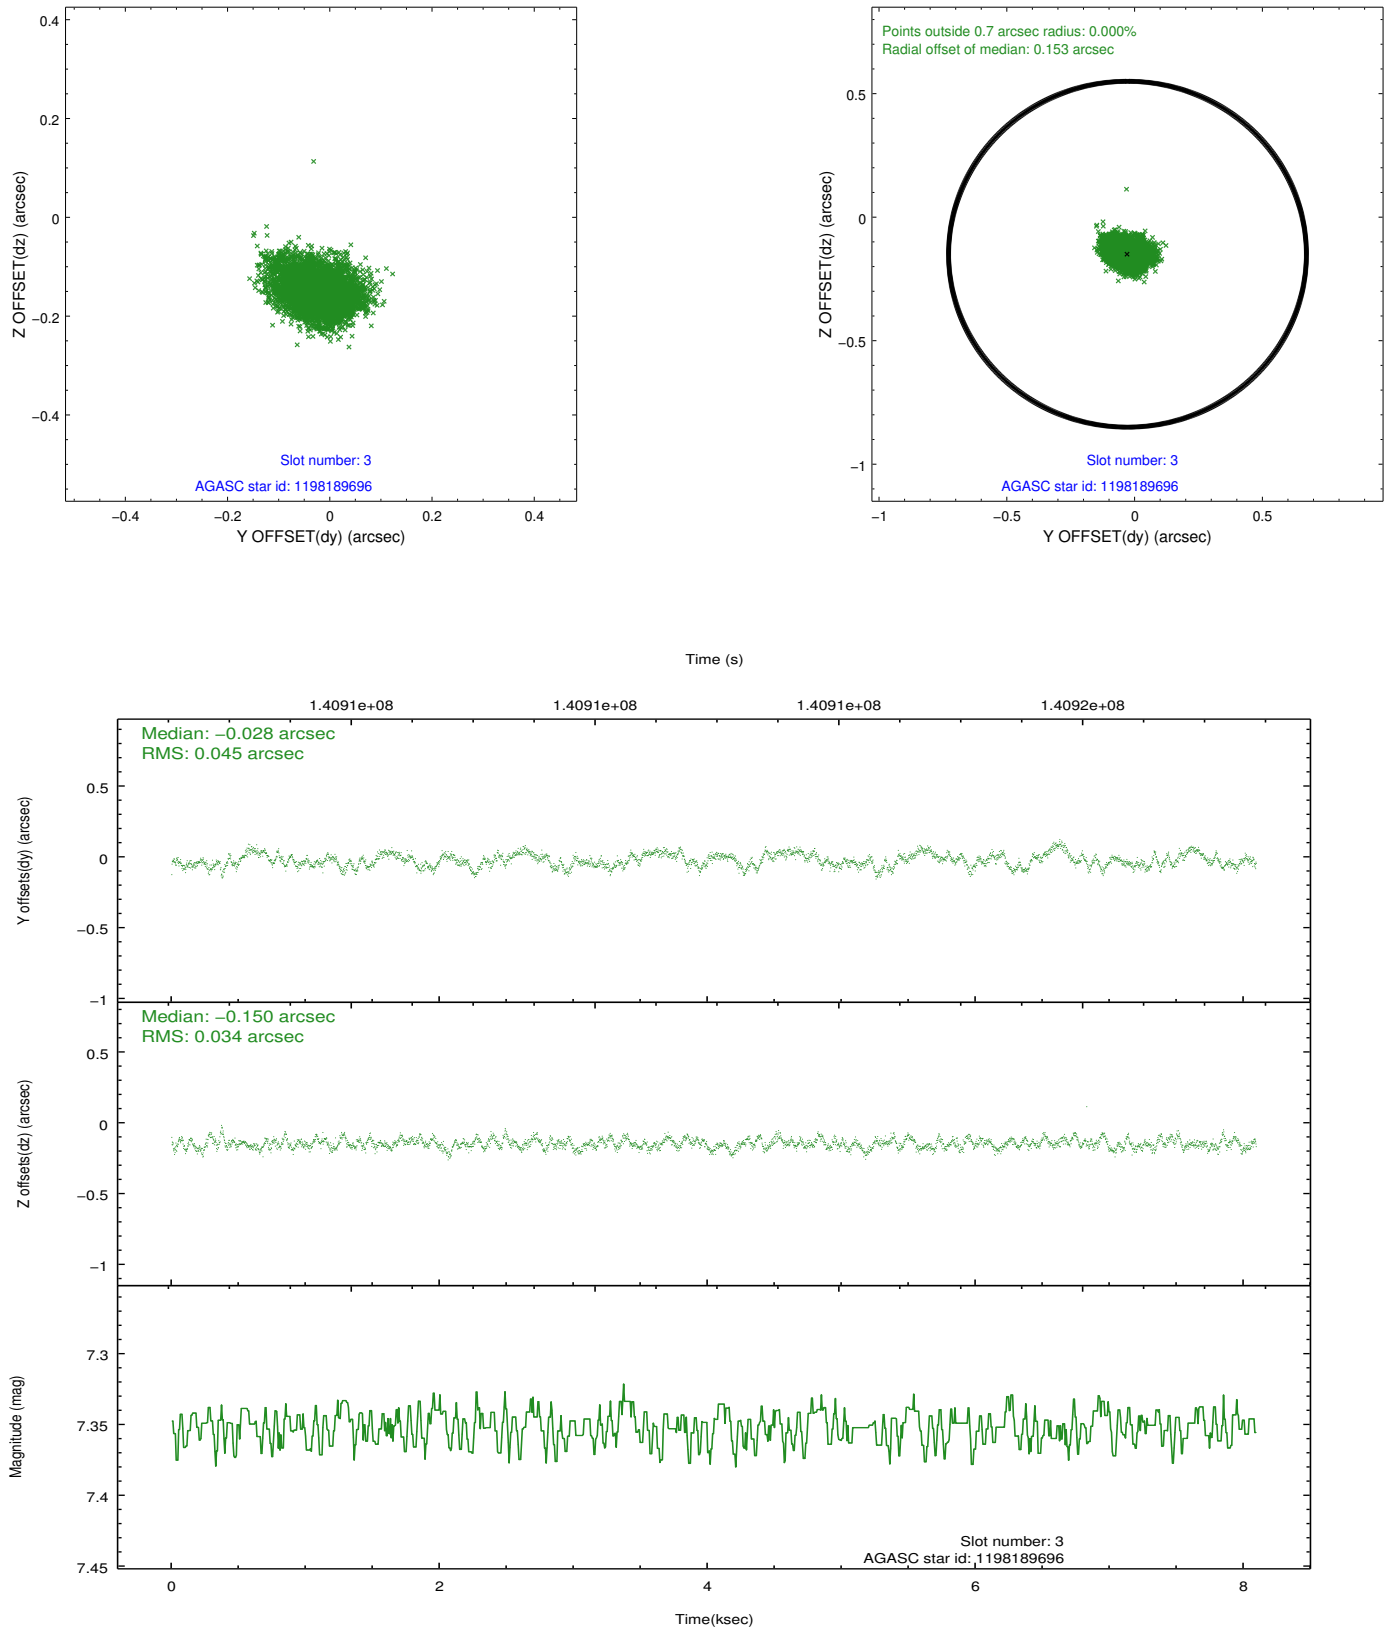 0.4
0.2
0
−0.2
−0.4
Z OFFSET(dz) (arcsec)
Slot number: 3
AGASC star id: 1198189696
−0.4
−0.2
0
0.2
0.4
Y OFFSET(dy) (arcsec)
Points outside 0.7 arcsec radius: 0.000%
Radial offset of median: 0.153 arcsec
0.5
0
−0.5
−1
Z OFFSET(dz) (arcsec)
Slot number: 3
AGASC star id: 1198189696
−1
−0.5
0
0.5
Y OFFSET(dy) (arcsec)
Time (s)
1.4091e+08
1.4091e+08
1.4091e+08
1.4092e+08
Median: −0.028 arcsec
RMS: 0.045 arcsec
0.5
0
−0.5
−1
Y offsets(dy) (arcsec)
Median: −0.150 arcsec
RMS: 0.034 arcsec
0.5
0
−0.5
−1
Z offsets(dz) (arcsec)
7.3
7.35
7.4
7.45
Magnitude (mag)
Slot number: 3
AGASC star id: 1198189696
0
2
4
6
8
Time(ksec)